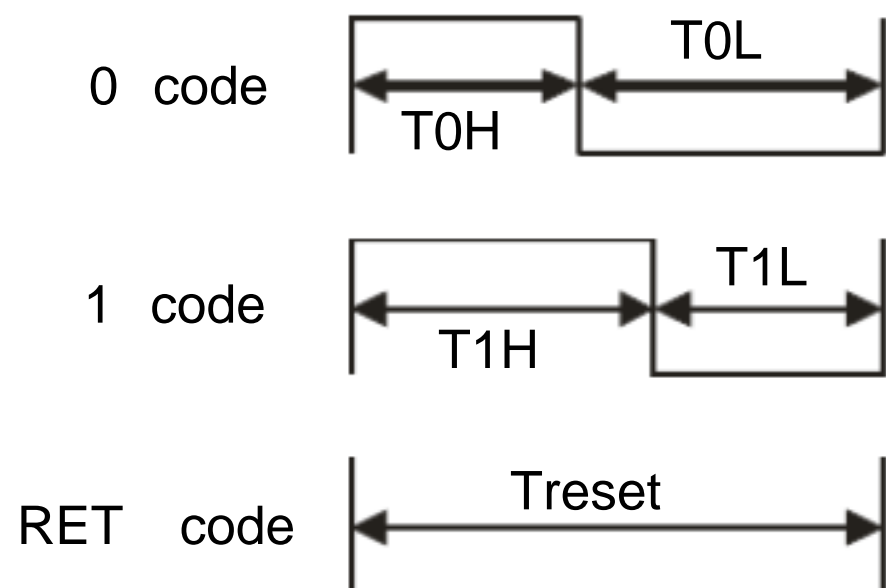 T0L
0 code
T0H
T1L
1 code
T1H
Treset
RET code